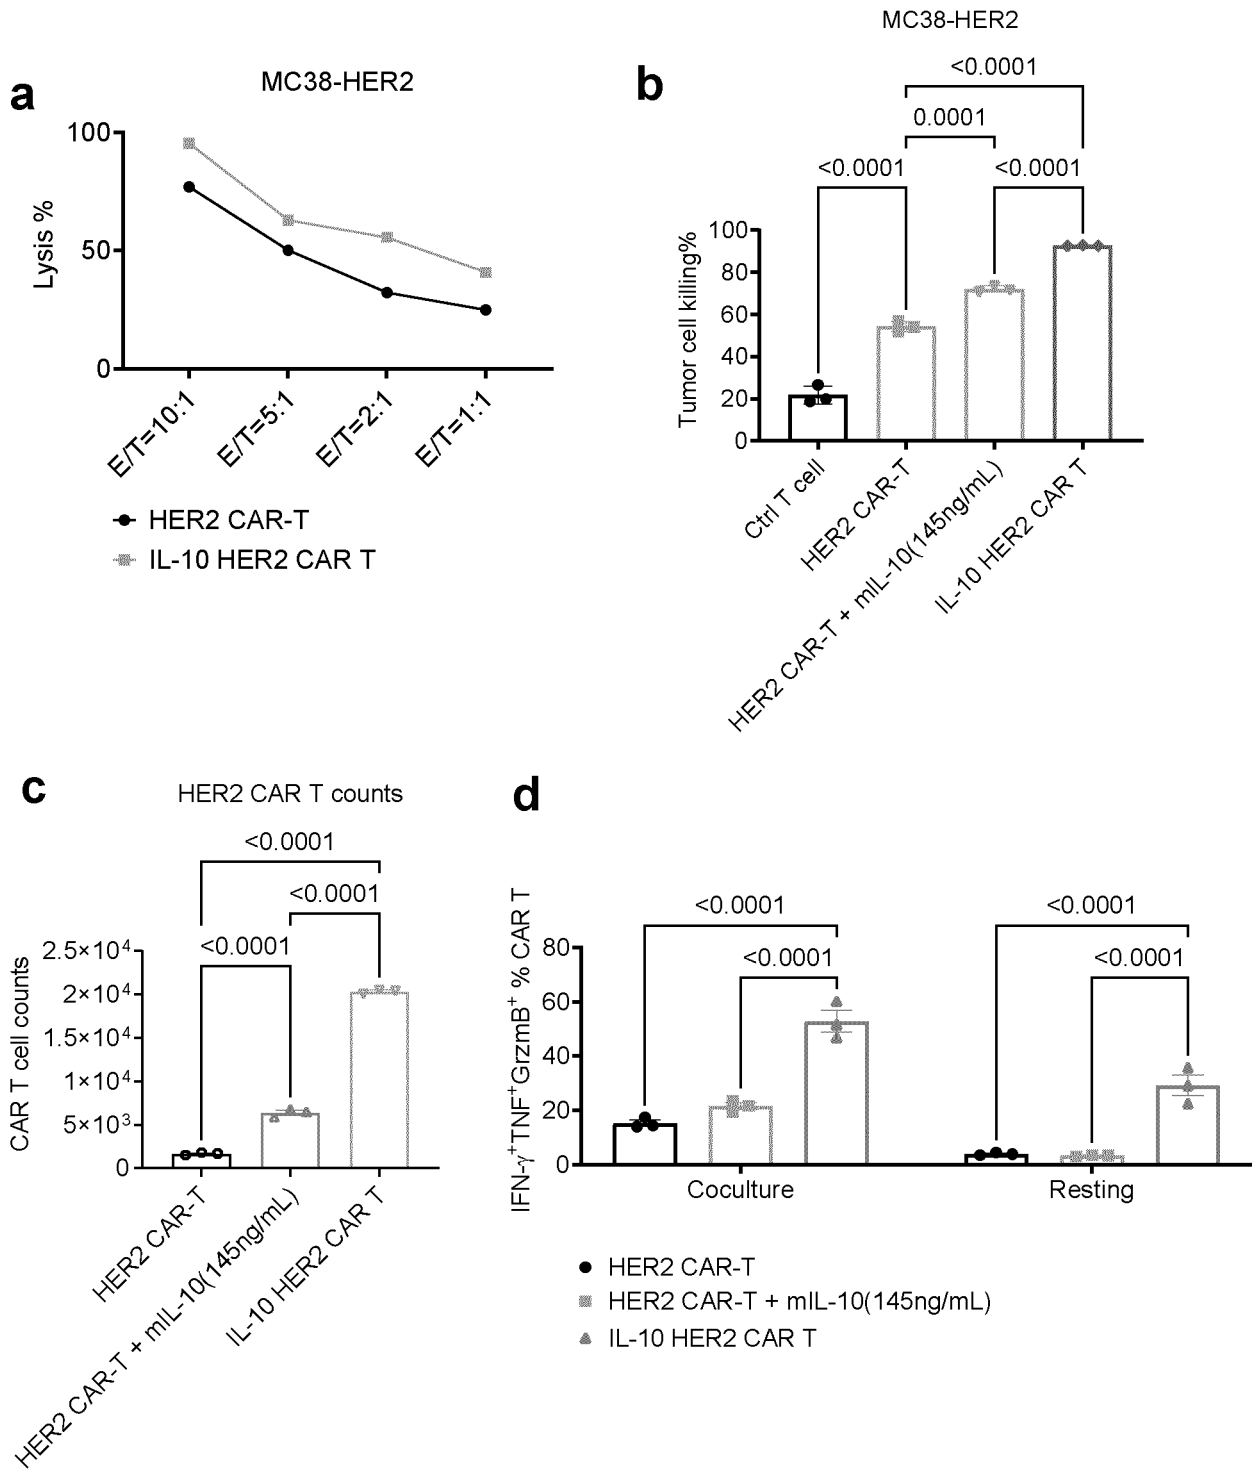 a
MC38-HER2
100
50
0
Lysis %
E/T=10:1
E/T=5:1
E/T=2:1
E/T=1:1
HER2 CAR-T
IL-10 HER2 CAR T
b
MC38-HER2
<0.0001
0.0001
<0.0001
<0.0001
100
80
60
40
20
0
Tumor cell killing%
Ctrl T cell
HER2 CAR-T
HER2 CAR-T + mIL-10(145ng/mL)
IL-10 HER2 CAR T
c
HER2 CAR T counts
<0.0001
<0.0001
<0.0001
2.5×10⁴
2×10⁴
1.5×10⁴
1×10⁴
5×10³
0
CAR T cell counts
HER2 CAR-T
HER2 CAR-T + mIL-10(145ng/mL)
IL-10 HER2 CAR T
d
<0.0001
<0.0001
<0.0001
<0.0001
80
60
40
20
0
IFN-γ⁺TNF⁺GrzmB⁺ % CAR T
Coculture
Resting
HER2 CAR-T
HER2 CAR-T + mIL-10(145ng/mL)
IL-10 HER2 CAR T